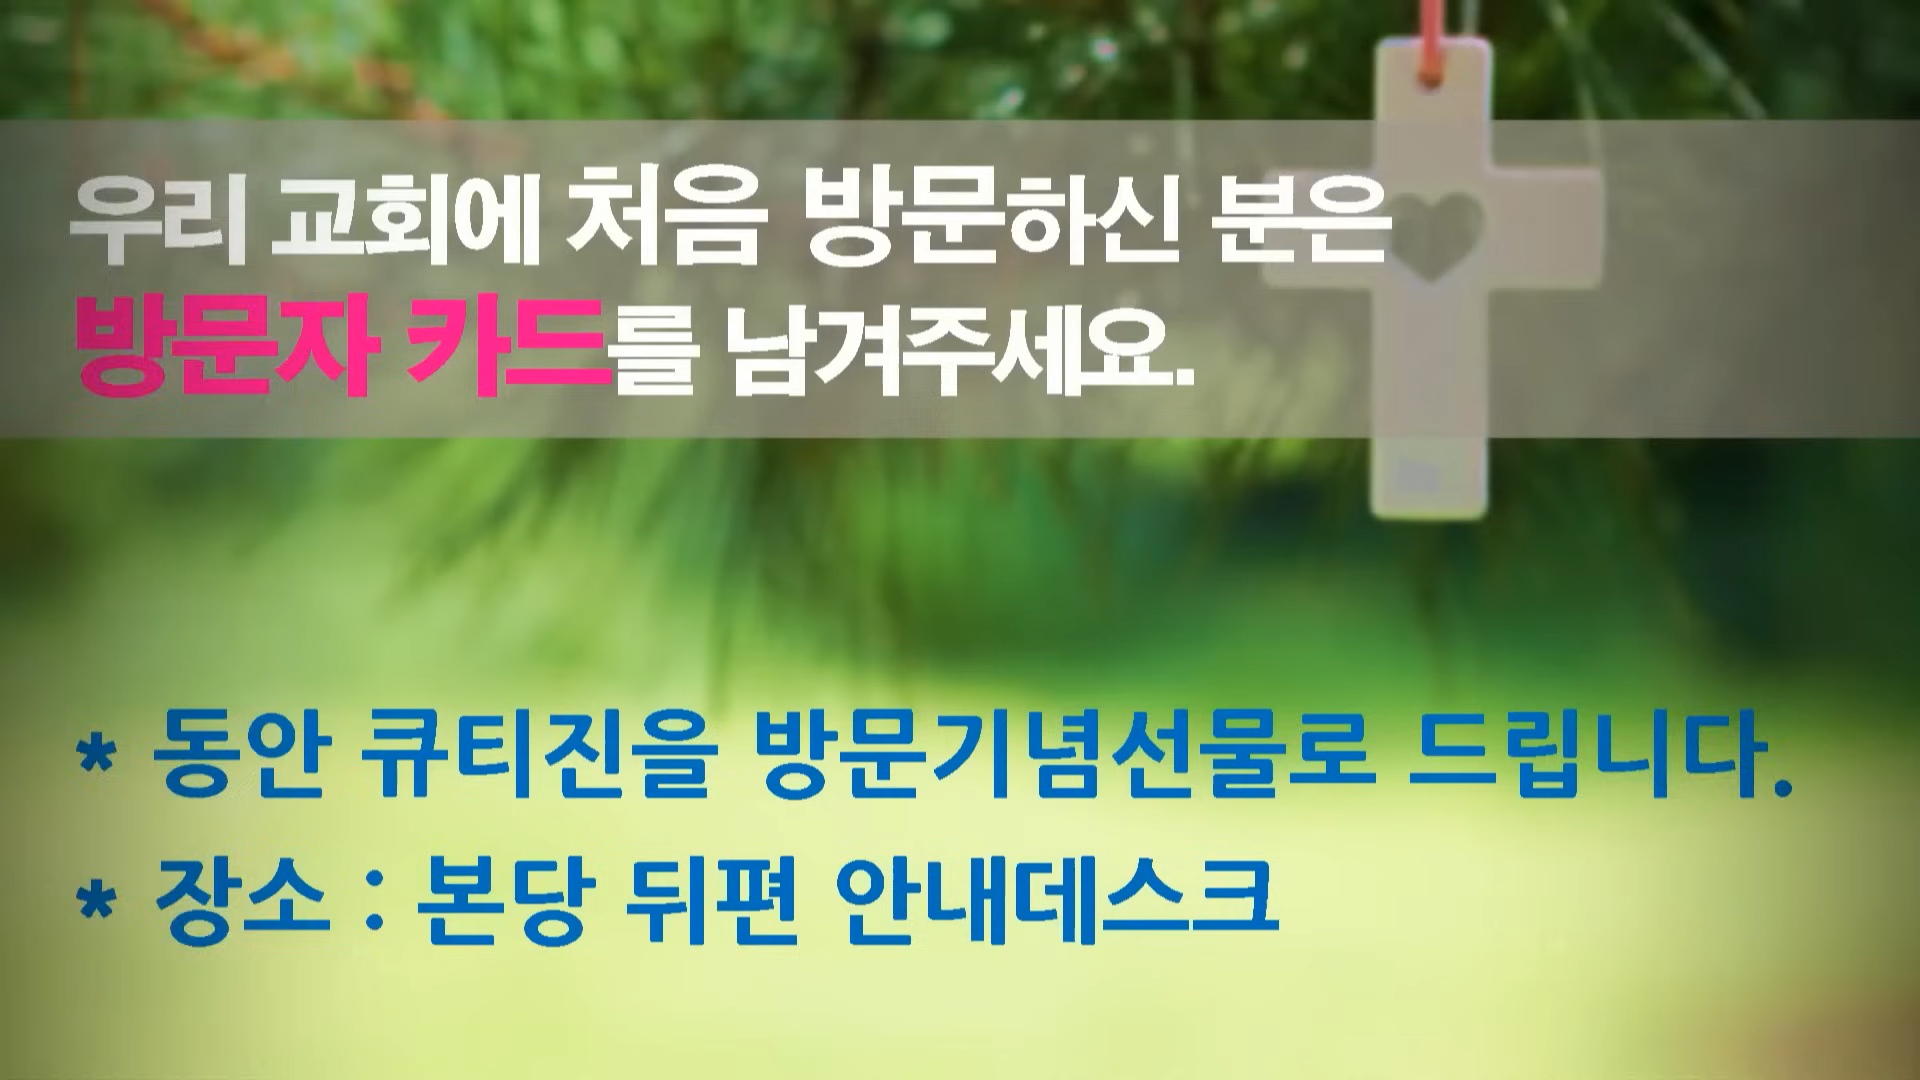 우리 교회에 처음 방문하신 분은
방문자 카드를 남겨주세요.
* 동안 큐티진을 방문기념선물로 드립니다.
* 장소 : 본당 뒤편 안내데스크